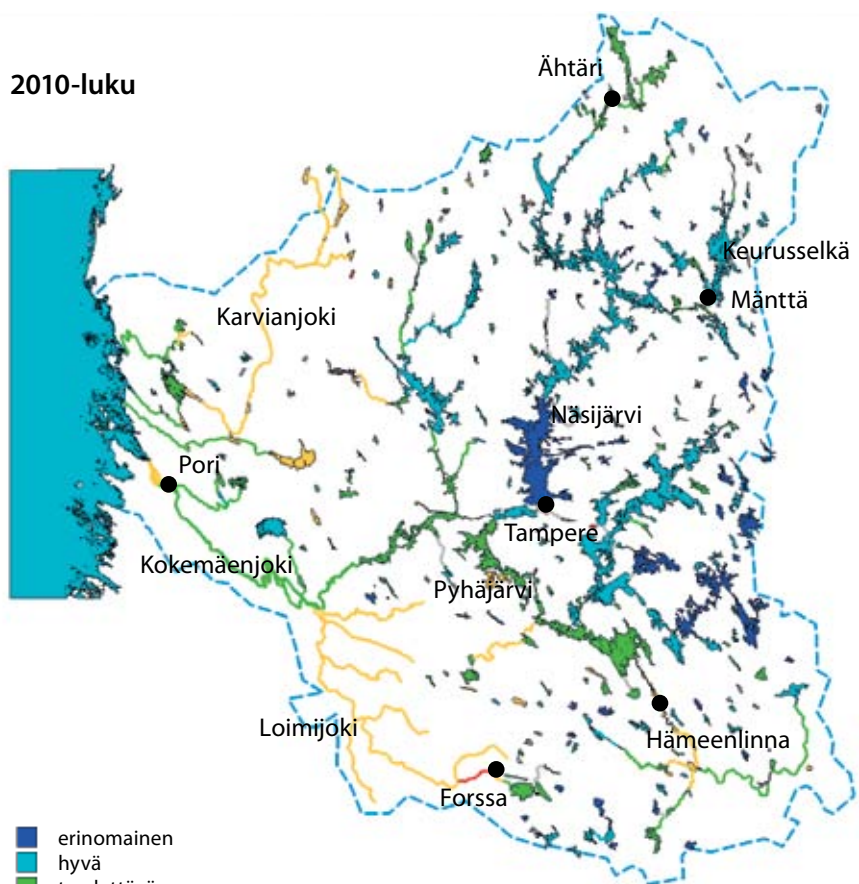 2010-luku
Ähtäri
Keurusselkä
Mänttä
Karvianjoki
Näsijärvi
Pori
Tampere
Kokemäenjoki
Pyhäjärvi
Loimijoki
Hämeenlinna
Forssa
erinomainen
hyvä